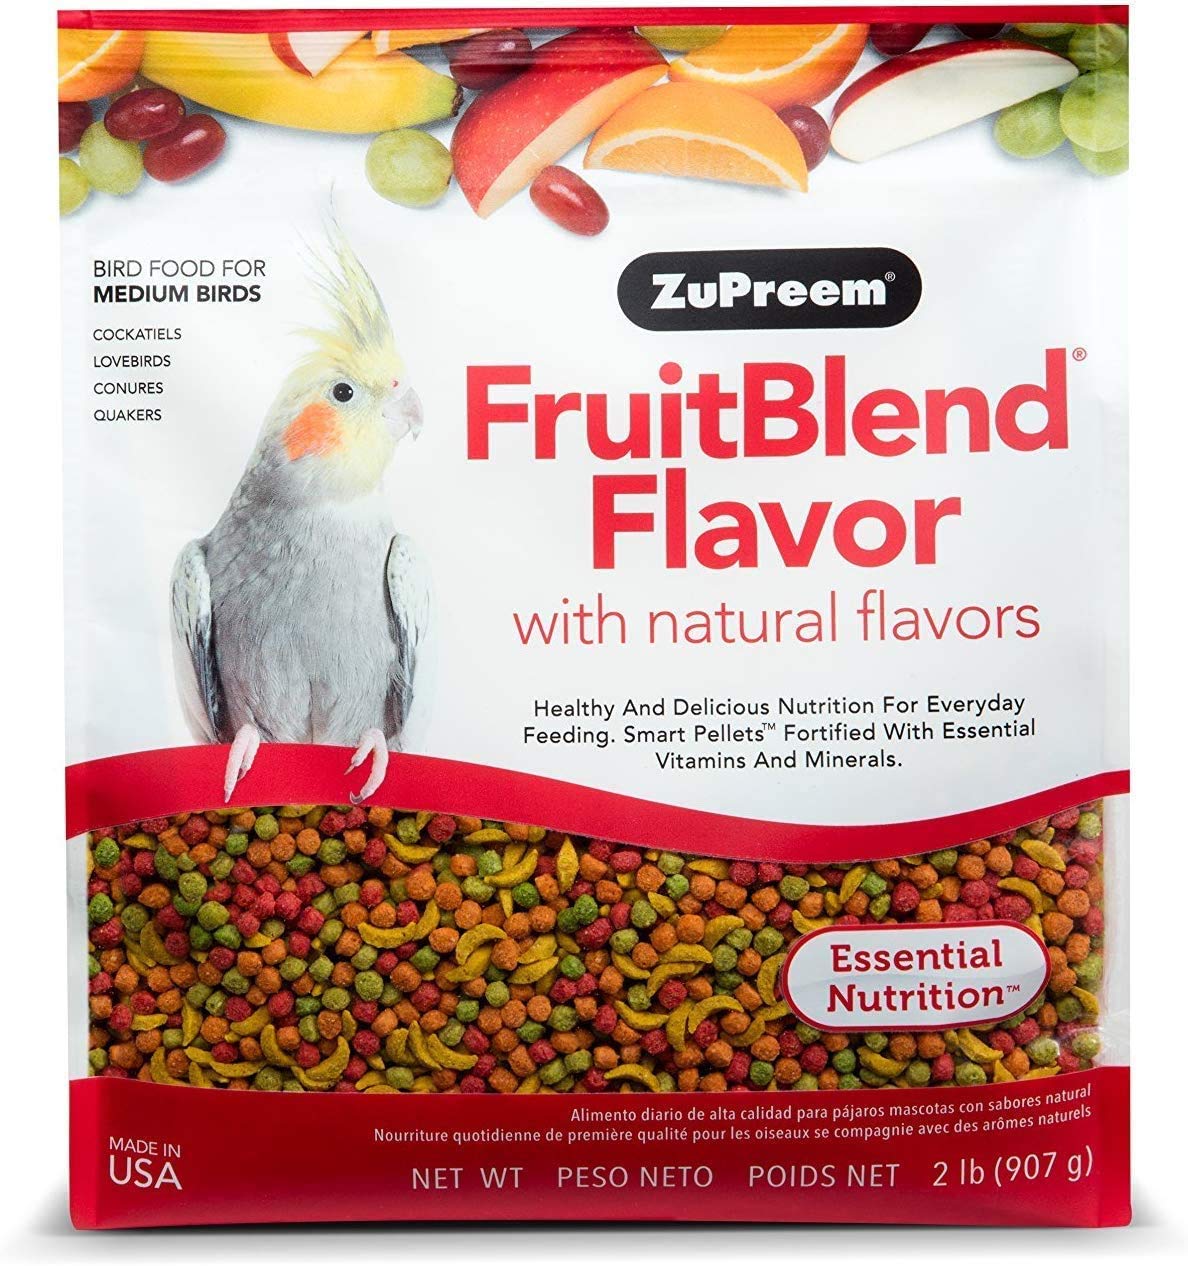 BIRD FOOD FOR
MEDIUM BIRDS
COCKATIELS
LOVEBIRDS
CONURES
QUAKERS
ZuPreem®
FruitBlend®
Flavor
with natural flavors
Healthy And Delicious Nutrition For Everyday
Feeding. Smart Pellets™ Fortified With Essential
Vitamins And Minerals.
Essential
Nutrition™
Alimento diario de alta calidad para pájaros mascotas con sabores natural
Nourriture quotidienne de première qualité pour les oiseaux se compagnie avec des arômes naturels
MADE IN
USA
NET WT PESO NETO POIDS NET 2 lb (907 g)